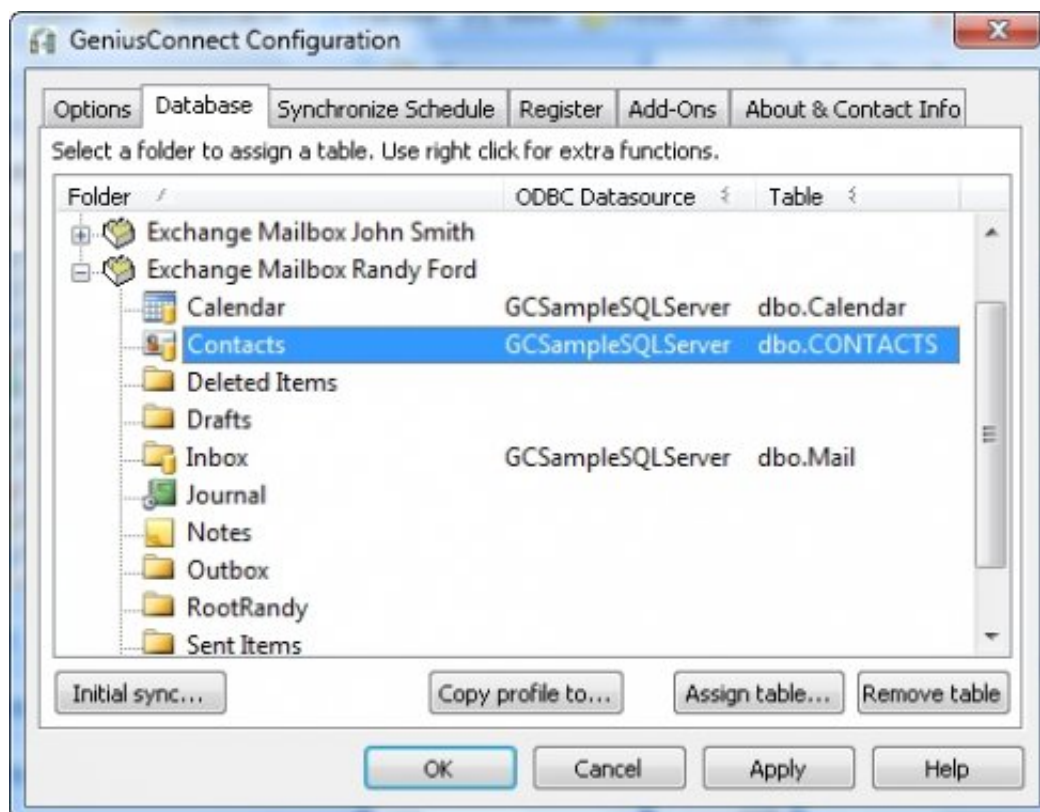 GeniusConnect Configuration
Options Database Synchronize Schedule Register Add-Ons About & Contact Info
Select a folder to assign a table. Use right click for extra functions.
Folder ODBC Datasource Table
Exchange Mailbox John Smith
Exchange Mailbox Randy Ford
Calendar GCSampleSQLServer dbo.Calendar
Contacts GCSampleSQLServer dbo.CONTACTS
Deleted Items
Drafts
Inbox GCSampleSQLServer dbo.Mail
Journal
Notes
Outbox
RootRandy
Sent Items
Initial sync... Copy profile to... Assign table... Remove table
OK Cancel Apply Help